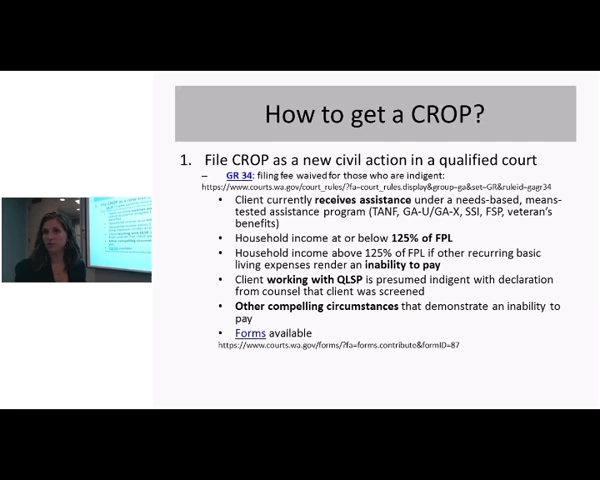 How to get a CROP?
1. File CROP as a new civil action in a qualified court
– GR 34: filing fee waived for those who are indigent:
https://www.courts.wa.gov/court_rules/?fa=court_rules.display&group=ga&set=GR&ruleid=gagr34
• Client currently receives assistance under a needs-based, means-
tested assistance program (TANF, GA-U/GA-X, SSI, FSP, veteran's
benefits)
• Household income at or below 125% of FPL
• Household income above 125% of FPL if other recurring basic
living expenses render an inability to pay
• Client working with QLSP is presumed indigent with declaration
from counsel that client was screened
• Other compelling circumstances that demonstrate an inability to
pay
• Forms available
https://www.courts.wa.gov/forms/?fa=forms.contribute&formID=87